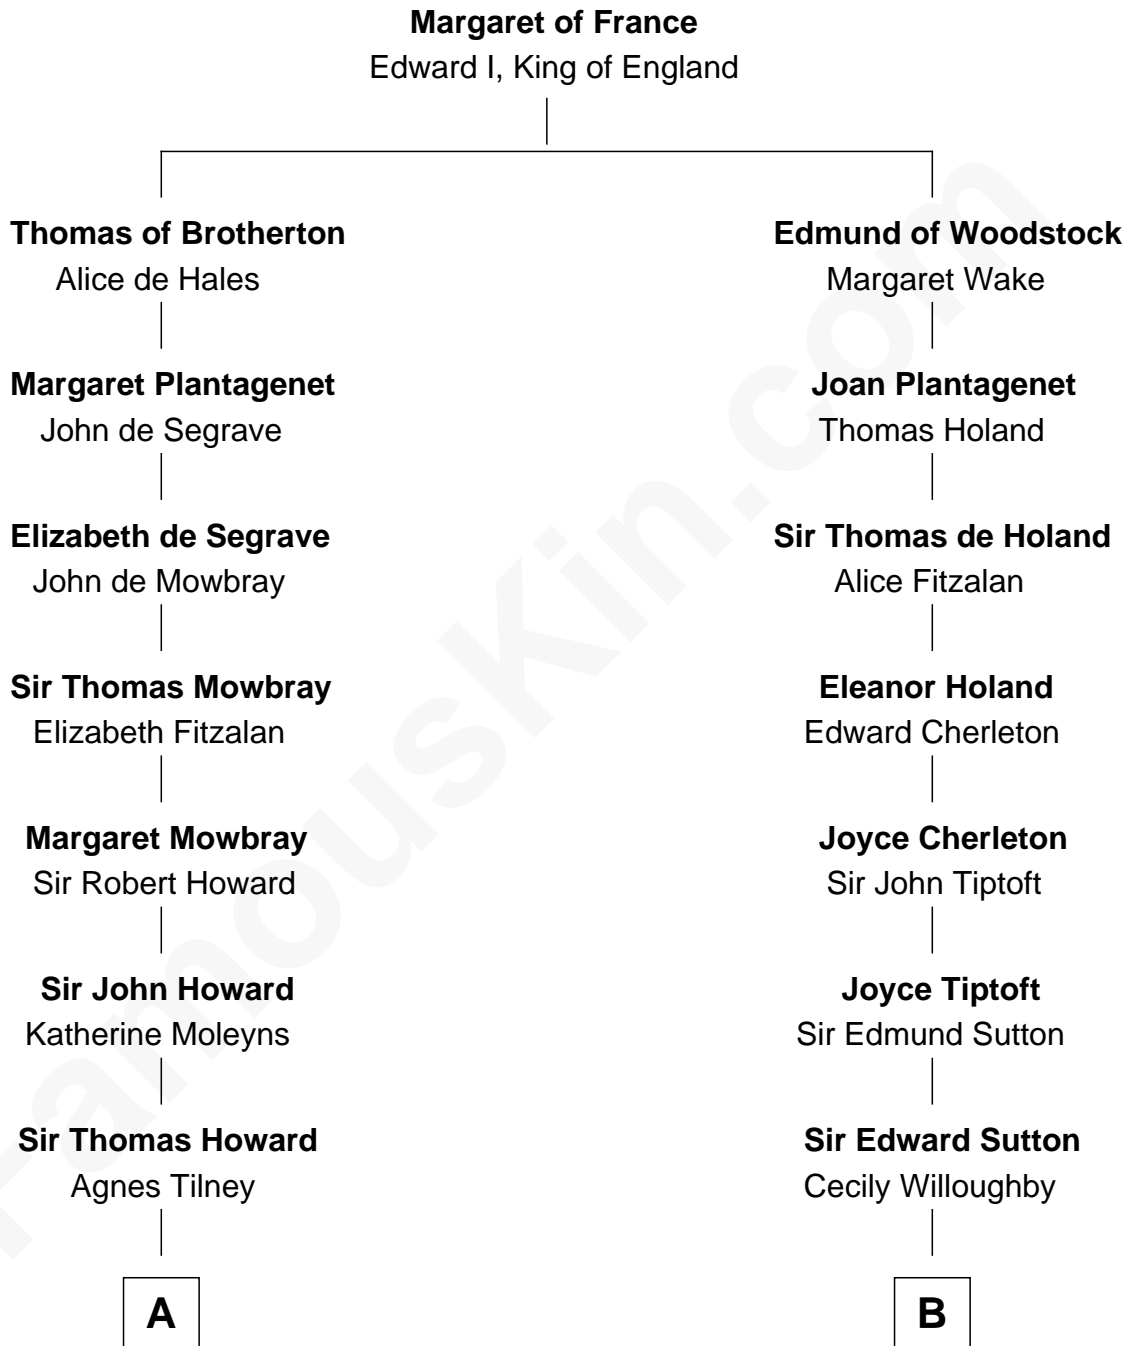 Margaret of France
Edward I, King of England
Thomas of Brotherton
Alice de Hales
Edmund of Woodstock
Margaret Wake
Margaret Plantagenet
John de Segrave
Joan Plantagenet
Thomas Holand
Elizabeth de Segrave
John de Mowbray
Sir Thomas de Holand
Alice Fitzalan
Sir Thomas Mowbray
Elizabeth Fitzalan
Eleanor Holand
Edward Cherleton
Margaret Mowbray
Sir Robert Howard
Joyce Cherleton
Sir John Tiptoft
Sir John Howard
Katherine Moleyns
Joyce Tiptoft
Sir Edmund Sutton
Sir Thomas Howard
Agnes Tilney
Sir Edward Sutton
Cecily Willoughby
A
B
FamousKin.com